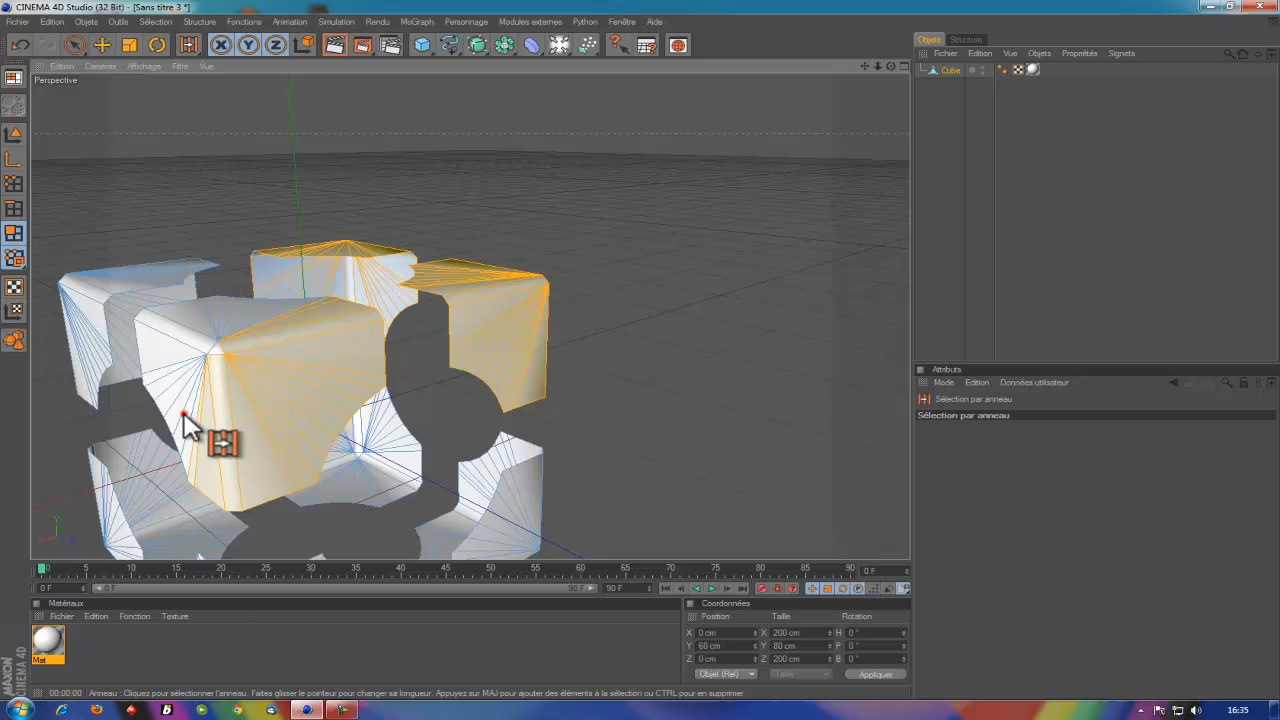 CINEMA 4D Studio (32 Bit) - [Sans titre 3 *]
Fichier Edition Objets Outils Sélection Structure Fonctions Animation Simulation Rendu MoGraph Personnage Modules externes Python Fenêtre Aide
X Y Z
Edition Caméras Affichage Filtre Vue
Perspective
Objets Structure
Fichier Edition Vue Objets Propriétés Signets
Cube
Attributs
Mode Edition Données utilisateur
Sélection par anneau
Sélection par anneau
Y
0 5 10 15 20 25 30 35 40 45 50 55 60 65 70 75 80 85 90
0 F
0 F 0 F 90 F 90 F
Matériaux
Fichier Edition Fonction Texture
Mat
Coordonnées
Position Taille Rotation
X 0 cm X 200 cm H 0 °
Y 60 cm Y 80 cm P 0 °
Z 0 cm Z 200 cm B 0 °
Objet (Rel) Taille Appliquer
MAXON CINEMA 4D
00:00:00 Anneau : Cliquez pour sélectionner l'anneau. Faites glisser le pointeur pour changer sa longueur. Appuyez sur MAJ pour ajouter des éléments à la sélection ou CTRL pour en supprimer
16:35